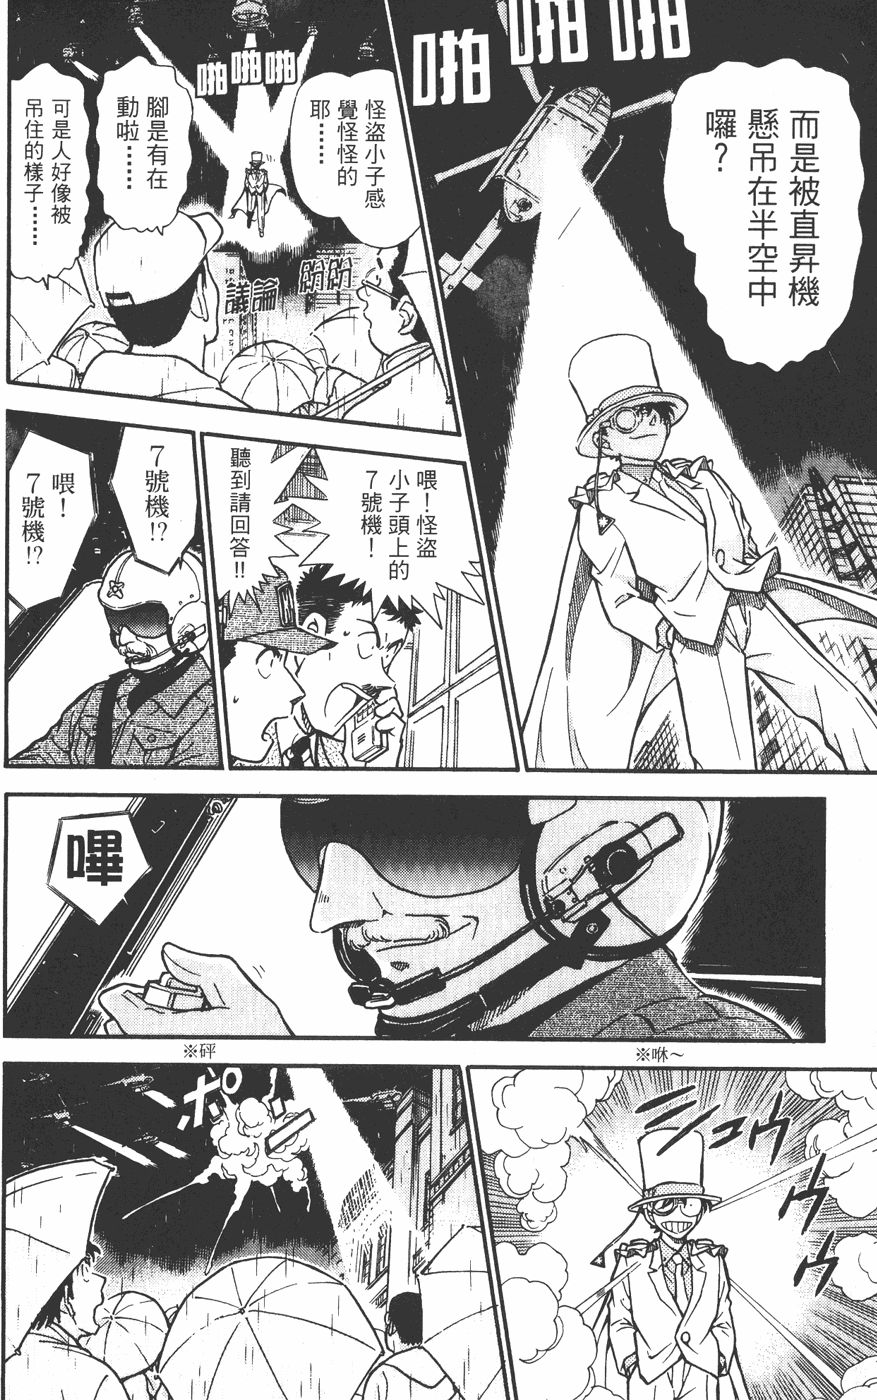 而是被直昇機
懸吊在半空中
囉?
啪啪啪
啪啪啪
怪盜小子感
覺怪怪的
耶……
腳是有在
動啦……
可是人好像被
吊住的樣子……
議論
紛紛
喂!怪盜
小子頭上的
7號機!
聽到請回答!!
7號機!?
喂!
7號機!?
嗶
※咻~
シュウウウ
※砰
ポ!